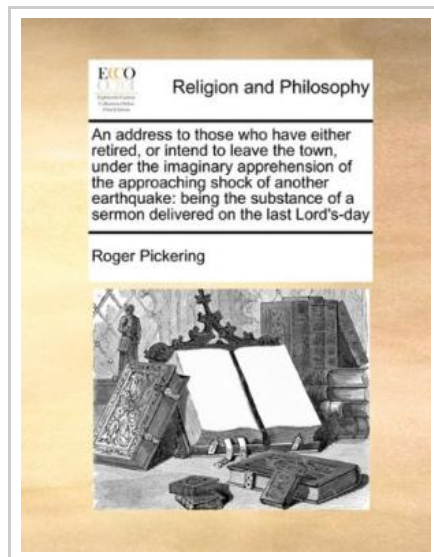 ECCO
Religion and Philosophy
An address to those who have either
retired, or intend to leave the town,
under the imaginary apprehension of
the approaching shock of another
earthquake: being the substance of a
sermon delivered on the last Lord's-day
Roger Pickering